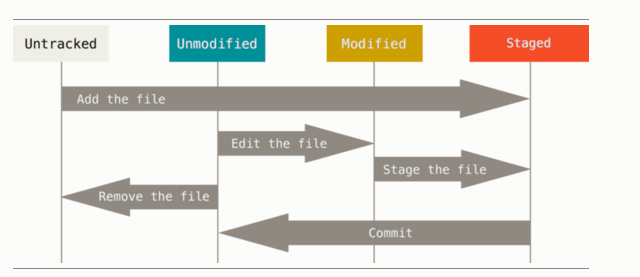 Untracked
Unmodified
Modified
Staged
Add the file
Edit the file
Stage the file
Remove the file
Commit